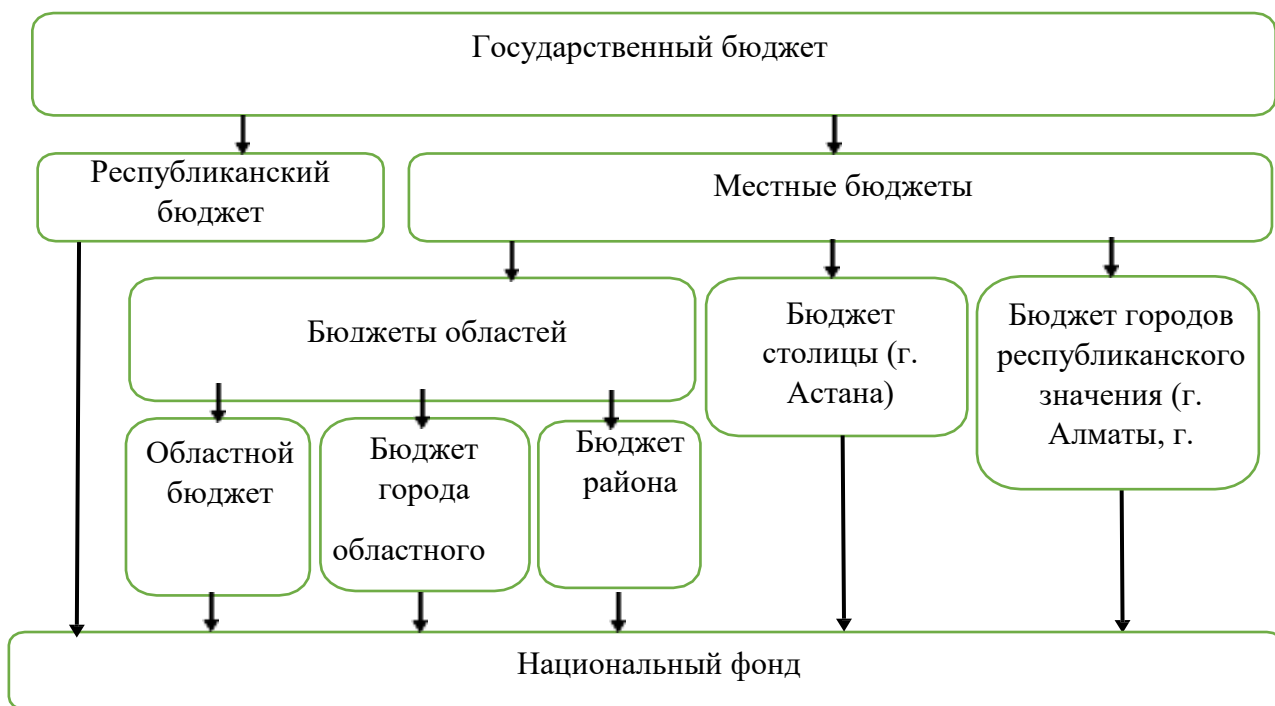 Государственный бюджет
Республиканский
бюджет
Местные бюджеты
Бюджеты областей
Бюджет
столицы (г.
Астана)
Бюджет городов
республиканского
значения (г.
Алматы, г.
Областной
бюджет
Бюджет
города
областного
Бюджет
района
Национальный фонд